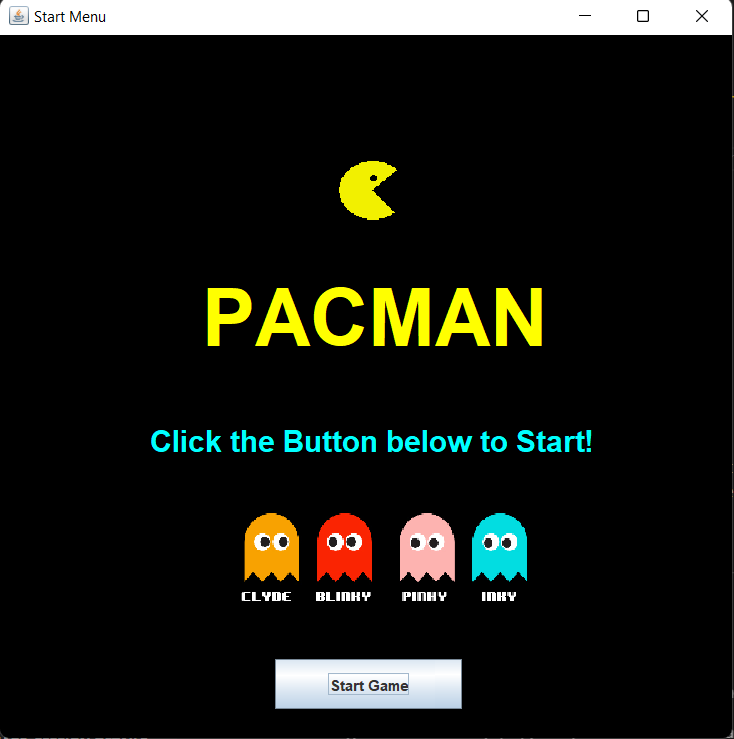 Start Menu
PACMAN
Click the Button below to Start!
CLYDE BLINKY PINKY INKY
Start Game